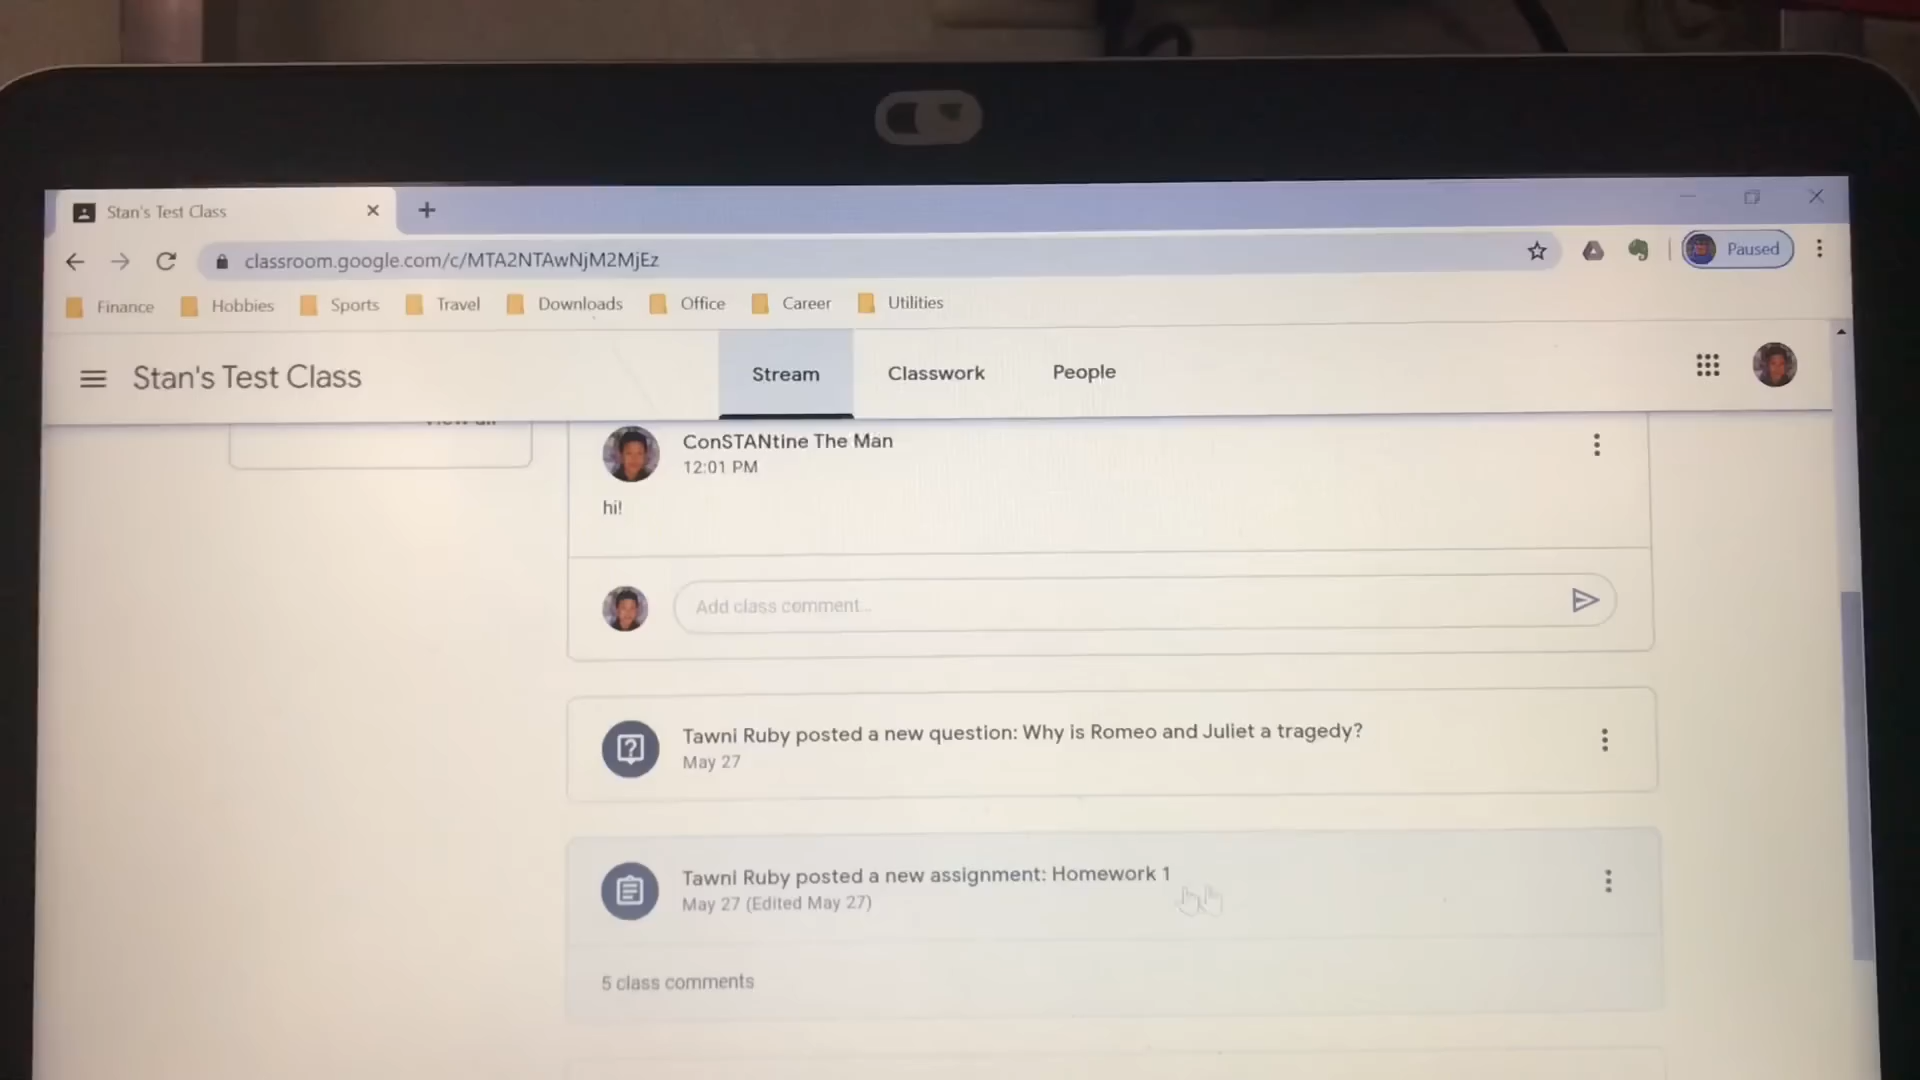 Stan's Test Class
classroom.google.com/c/MTA2NTAwNjM2MjEz
Paused
Finance
Hobbies
Sports
Travel
Downloads
Office
Career
Utilities
Stan's Test Class
Stream
Classwork
People
ConSTANtine The Man
12:01 PM
hi!
Add class comment...
Tawni Ruby posted a new question: Why is Romeo and Juliet a tragedy?
May 27
Tawni Ruby posted a new assignment: Homework 1
May 27 (Edited May 27)
5 class comments